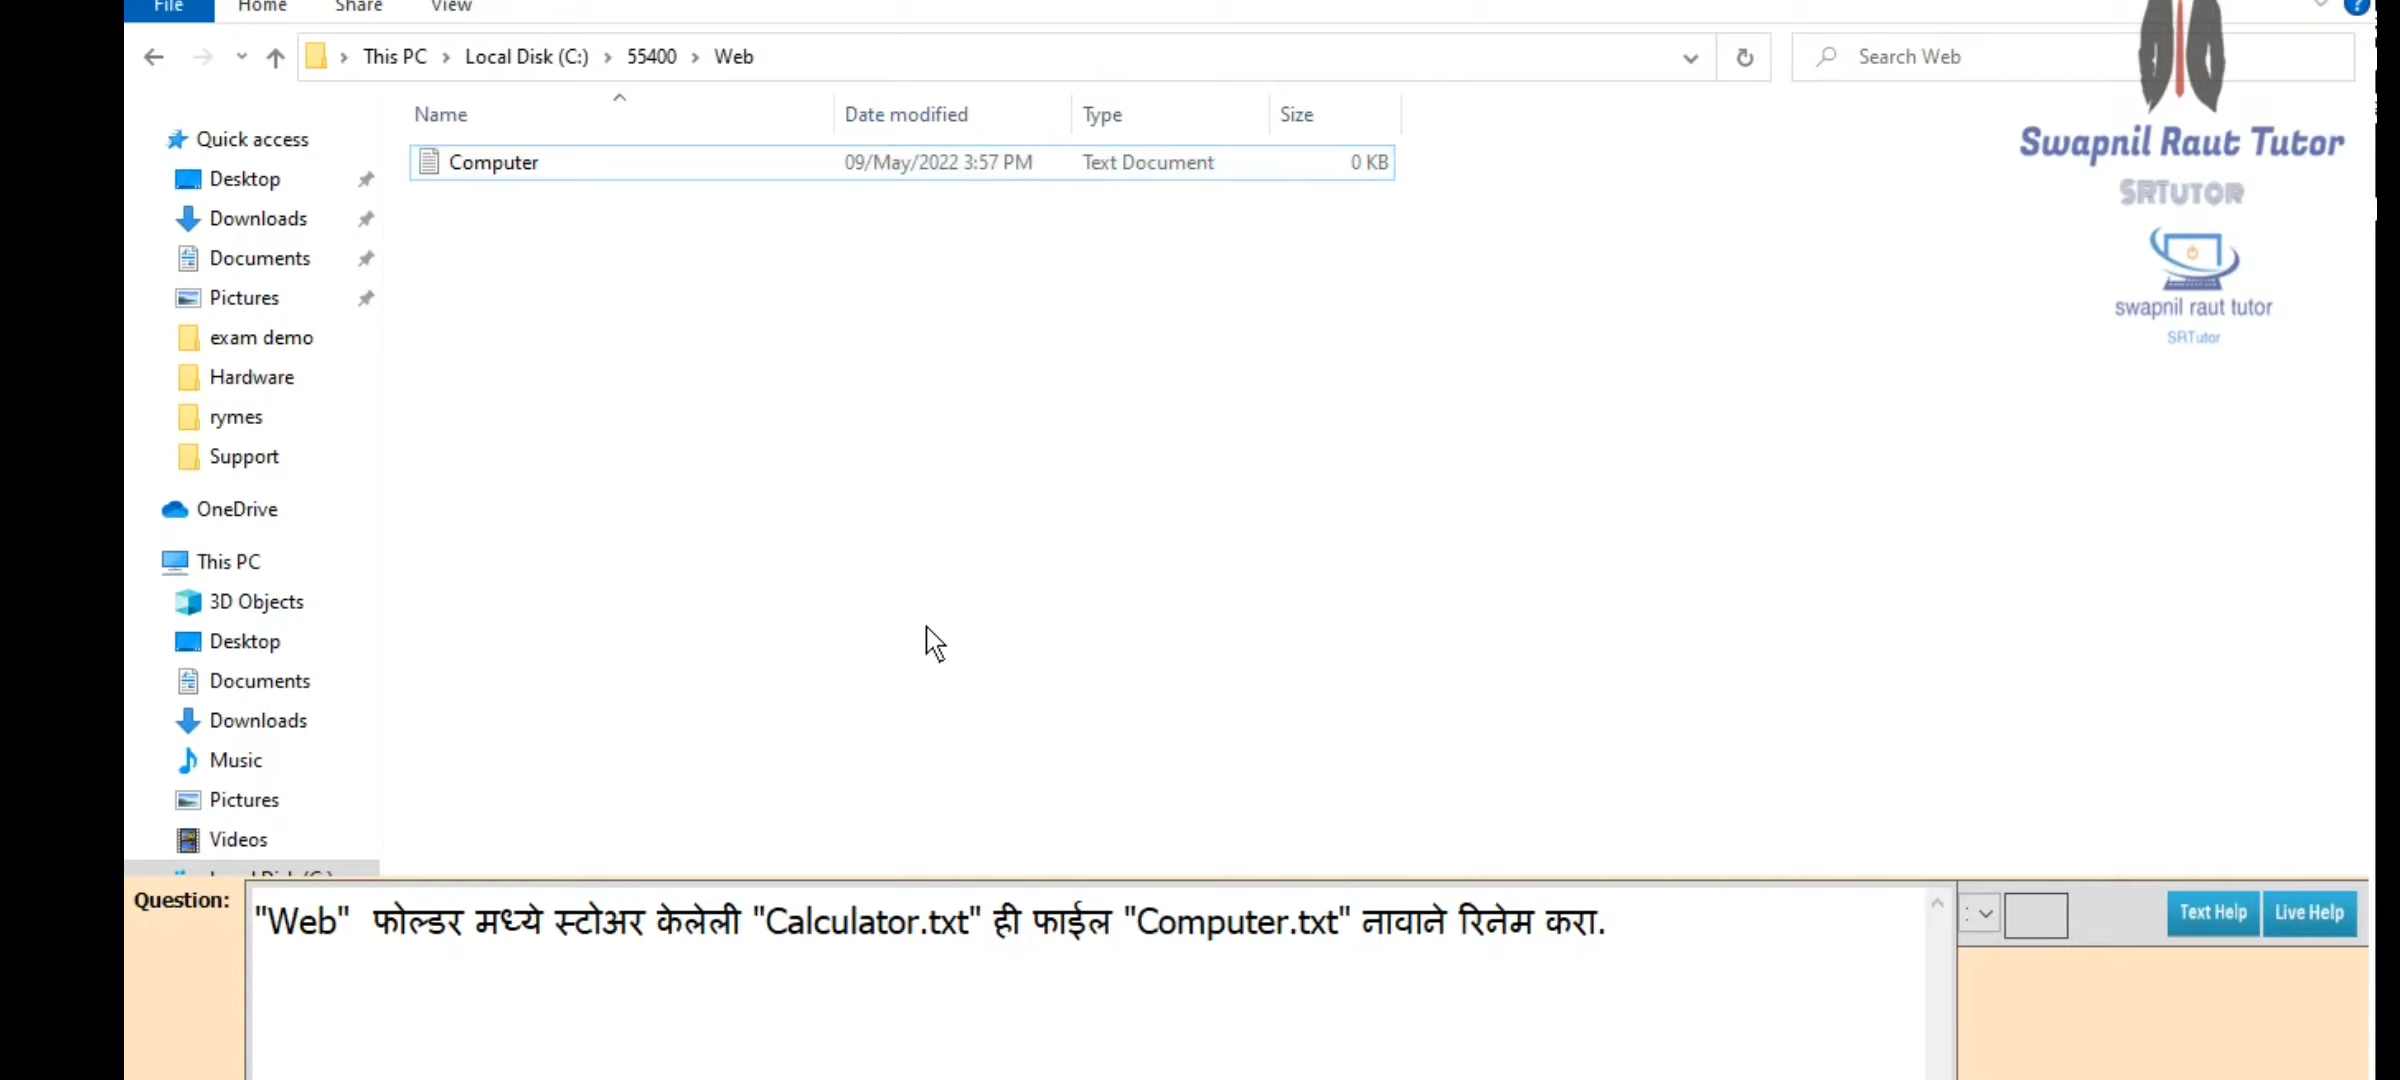 File Home Share View
This PC > Local Disk (C:) > 55400 > Web
Search Web
Name Date modified Type Size
Computer 09/May/2022 3:57 PM Text Document 0 KB
Quick access
Desktop
Downloads
Documents
Pictures
exam demo
Hardware
rymes
Support
OneDrive
This PC
3D Objects
Desktop
Documents
Downloads
Music
Pictures
Videos
Local Disk (C:)
Swapnil Raut Tutor
SRTUTOR
swapnil raut tutor
SRTutor
Question:
"Web" फोल्डर मध्ये स्टोअर केलेली "Calculator.txt" ही फाईल "Computer.txt" नावाने रिनेम करा.
Text Help Live Help